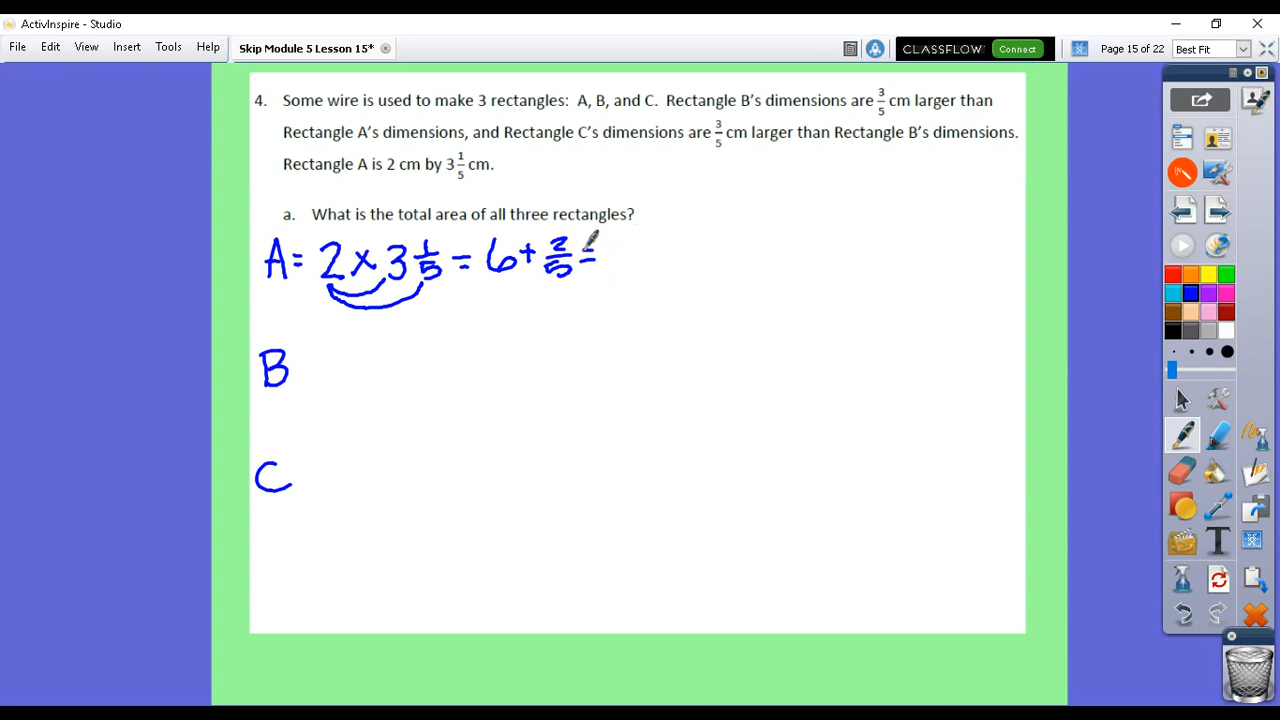 ActivInspire - Studio
File Edit View Insert Tools Help Skip Module 5 Lesson 15* CLASSFLOW Connect Page 15 of 22 Best Fit
4. Some wire is used to make 3 rectangles: A, B, and C. Rectangle B's dimensions are 3/5 cm larger than
Rectangle A's dimensions, and Rectangle C's dimensions are 3/5 cm larger than Rectangle B's dimensions.
Rectangle A is 2 cm by 3 1/5 cm.
a. What is the total area of all three rectangles?
A = 2 × 3 1/5 = 6 + 2/5 =
B
C